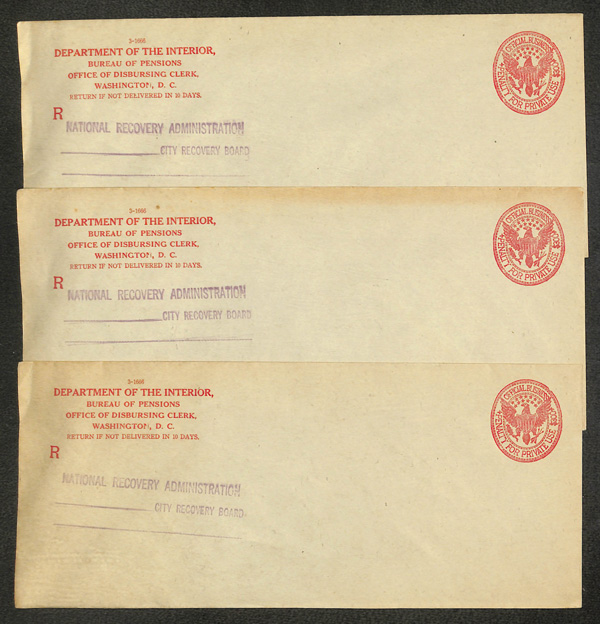 3-1666
DEPARTMENT OF THE INTERIOR,
BUREAU OF PENSIONS
OFFICE OF DISBURSING CLERK,
WASHINGTON, D. C.
RETURN IF NOT DELIVERED IN 10 DAYS.
R
NATIONAL RECOVERY ADMINISTRATION
CITY RECOVERY BOARD
OFFICIAL BUSINESS
PENALTY FOR PRIVATE USE $300
3-1666
DEPARTMENT OF THE INTERIOR,
BUREAU OF PENSIONS
OFFICE OF DISBURSING CLERK,
WASHINGTON, D. C.
RETURN IF NOT DELIVERED IN 10 DAYS.
R
NATIONAL RECOVERY ADMINISTRATION
CITY RECOVERY BOARD
OFFICIAL BUSINESS
PENALTY FOR PRIVATE USE $300
3-1666
DEPARTMENT OF THE INTERIOR,
BUREAU OF PENSIONS
OFFICE OF DISBURSING CLERK,
WASHINGTON, D. C.
RETURN IF NOT DELIVERED IN 10 DAYS.
R
NATIONAL RECOVERY ADMINISTRATION
CITY RECOVERY BOARD
OFFICIAL BUSINESS
PENALTY FOR PRIVATE USE $300